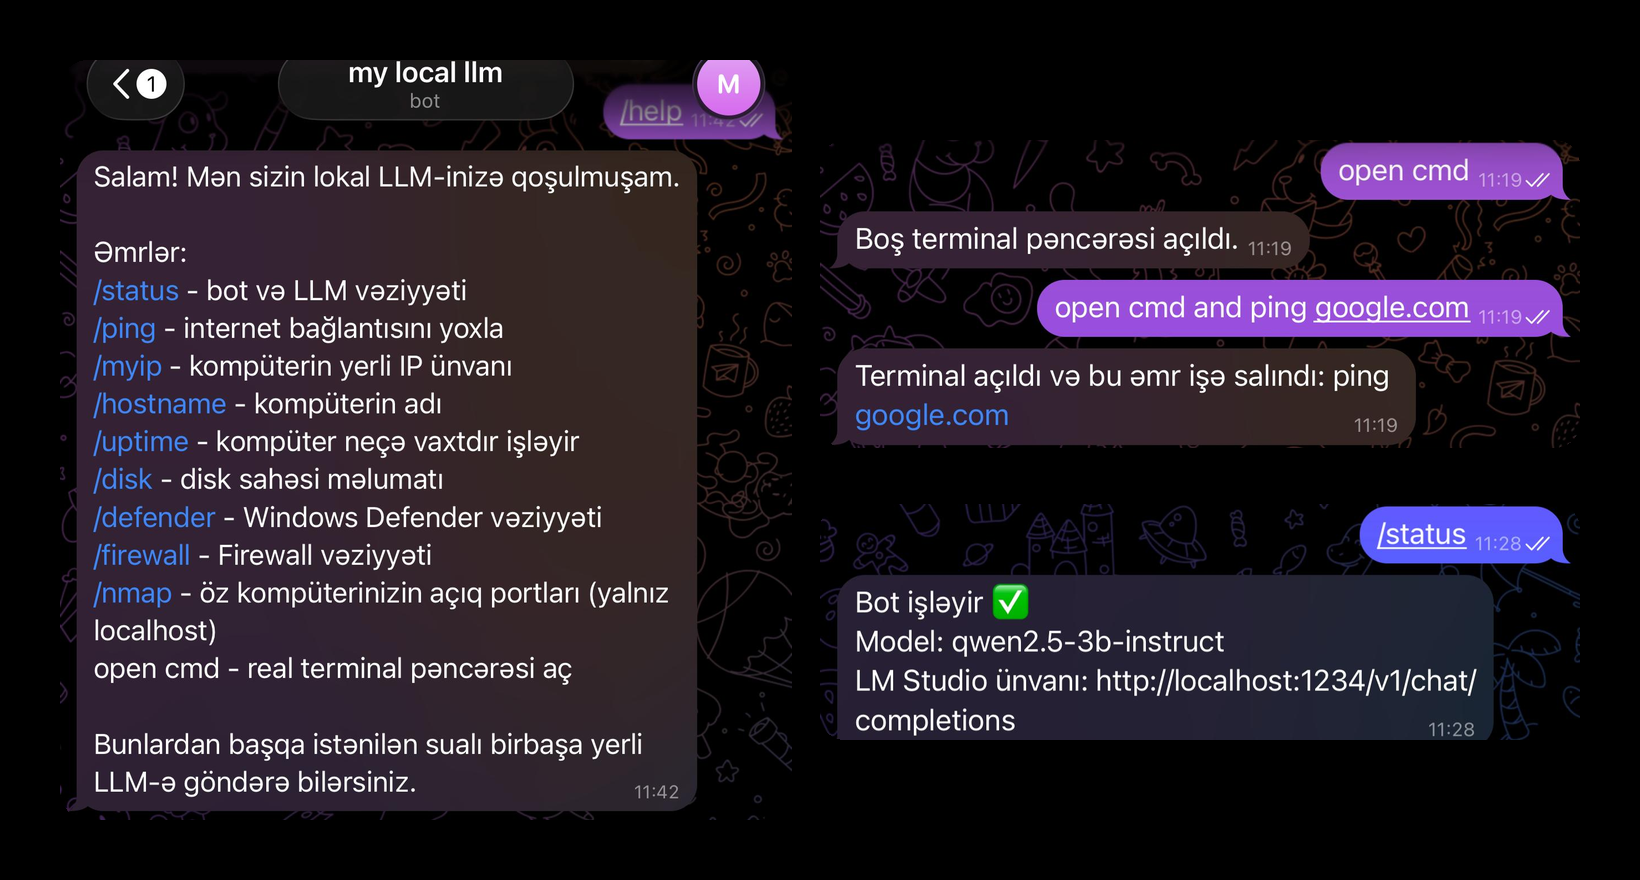 1
my local llm
bot
M
/help 11:42
Salam! Mən sizin lokal LLM-inizə qoşulmuşam.
Əmrlər:
/status - bot və LLM vəziyyəti
/ping - internet bağlantısını yoxla
/myip - kompüterin yerli IP ünvanı
/hostname - kompüterin adı
/uptime - kompüter neçə vaxtdır işləyir
/disk - disk sahəsi məlumatı
/defender - Windows Defender vəziyyəti
/firewall - Firewall vəziyyəti
/nmap - öz kompüterinizin açıq portları (yalnız
localhost)
open cmd - real terminal pəncərəsi aç
Bunlardan başqa istənilən sualı birbaşa yerli
LLM-ə göndərə bilərsiniz.
11:42
open cmd 11:19
Boş terminal pəncərəsi açıldı. 11:19
open cmd and ping google.com 11:19
Terminal açıldı və bu əmr işə salındı: ping
google.com
11:19
/status 11:28
Bot işləyir ✅
Model: qwen2.5-3b-instruct
LM Studio ünvanı: http://localhost:1234/v1/chat/
completions
11:28